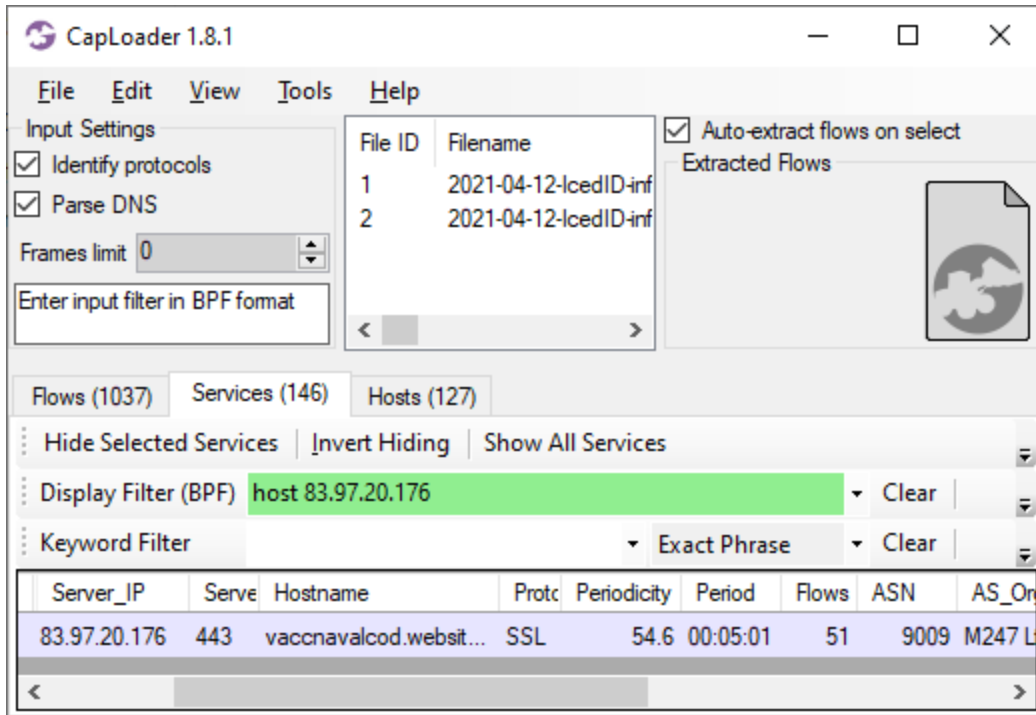 CapLoader 1.8.1
File Edit View Tools Help
Input Settings
Identify protocols
Parse DNS
Frames limit 0
Enter input filter in BPF format
File ID Filename
1 2021-04-12-IcedID-inf
2 2021-04-12-IcedID-inf
Auto-extract flows on select
Extracted Flows
Flows (1037) Services (146) Hosts (127)
Hide Selected Services Invert Hiding Show All Services
Display Filter (BPF) host 83.97.20.176 Clear
Keyword Filter Exact Phrase Clear
Server_IP Serve Hostname Protc Periodicity Period Flows ASN AS_Or
83.97.20.176 443 vaccnavalcod.websit... SSL 54.6 00:05:01 51 9009 M247 L